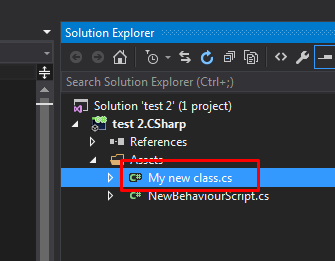 Solution Explorer
Search Solution Explorer (Ctrl+;)
Solution 'test 2' (1 project)
test 2.CSharp
References
Assets
C# My new class.cs
C# NewBehaviourScript.cs